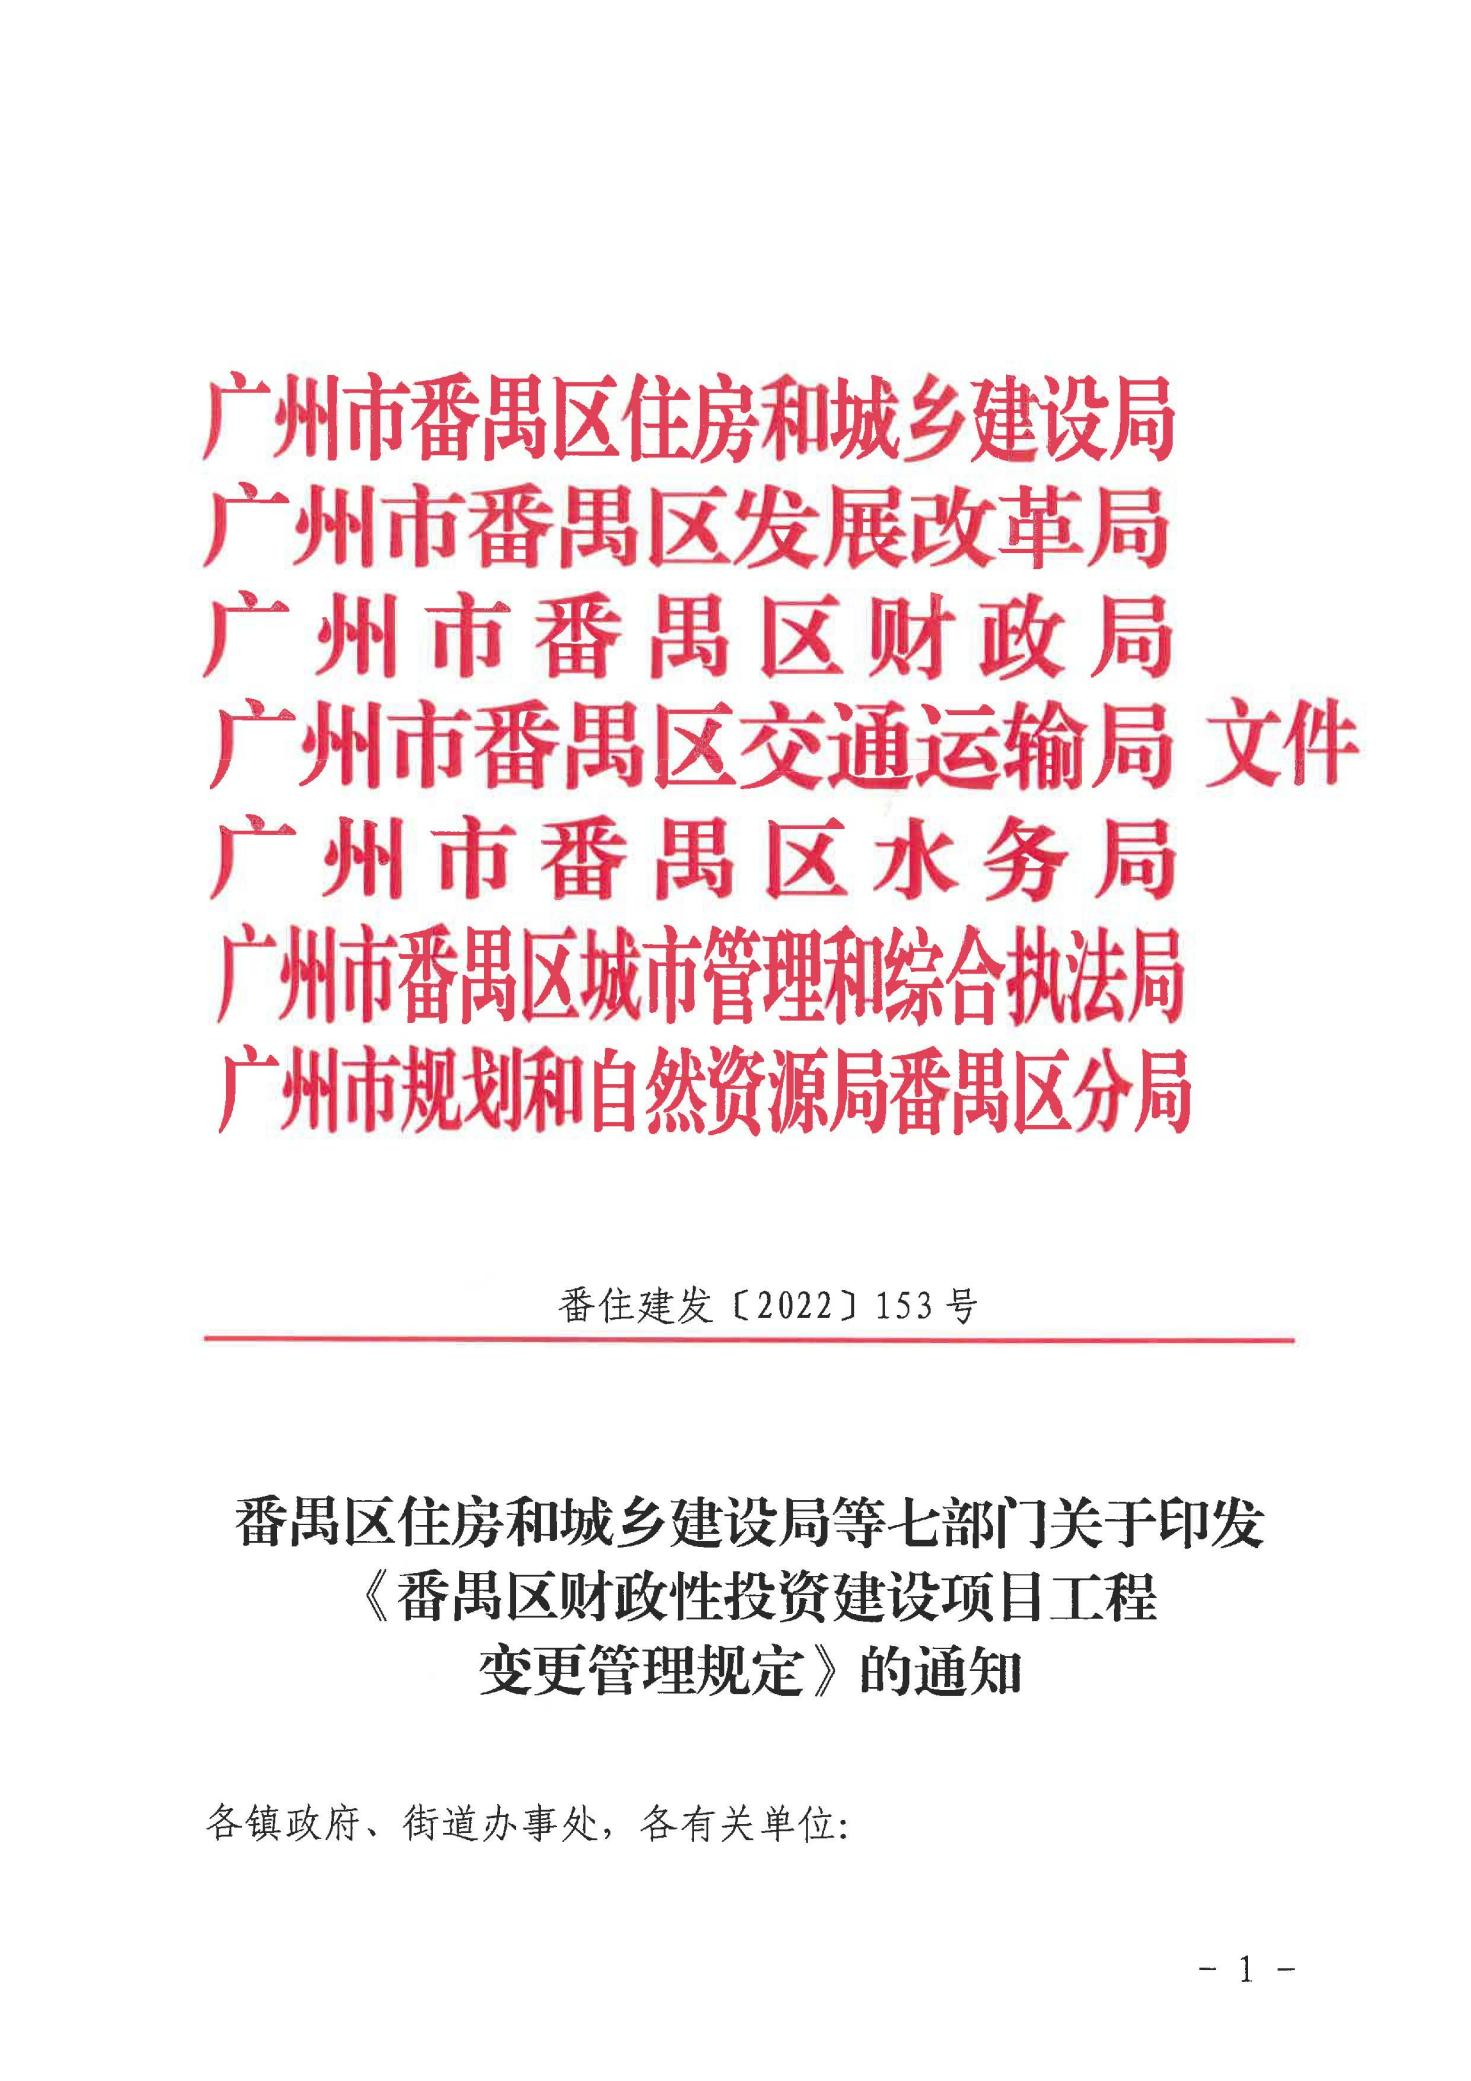 广州市番禺区住房和城乡建设局
广州市番禺区发展改革局
广州市番禺区财政局
广州市番禺区交通运输局 文件
广州市番禺区水务局
广州市番禺区城市管理和综合执法局
广州市规划和自然资源局番禺区分局
番住建发〔2022〕153号
番禺区住房和城乡建设局等七部门关于印发
《番禺区财政性投资建设项目工程
变更管理规定》的通知
各镇政府、街道办事处，各有关单位：
- 1 -